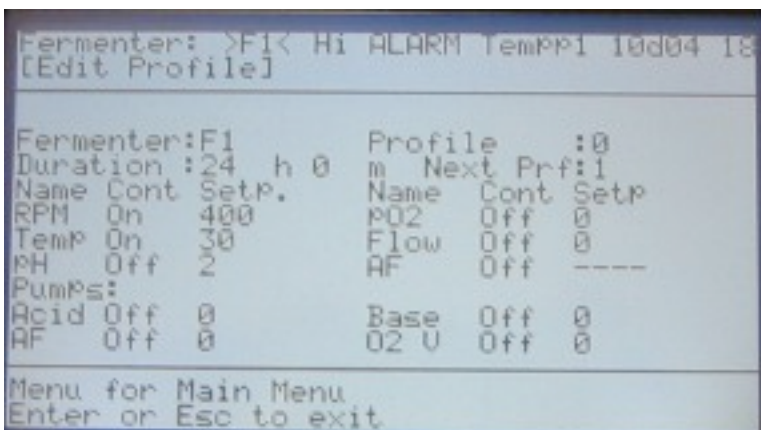 Fermenter: >F1< Hi ALARM Tempp1 10d04 18
[Edit Profile]
Fermenter:F1 Profile :0
Duration :24 h 0 m Next Prf:1
Name Cont Setp. Name Cont Setp
RPM On 400 pO2 Off 0
Temp On 30 Flow Off 0
pH Off 2 AF Off ----
Pumps:
Acid Off 0 Base Off 0
AF Off 0 O2 V Off 0
Menu for Main Menu
Enter or Esc to exit